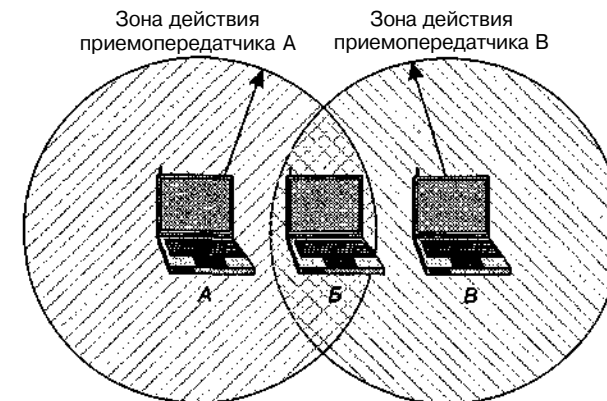 Зона действия
приемопередатчика А
Зона действия
приемопередатчика В
А
Б
В